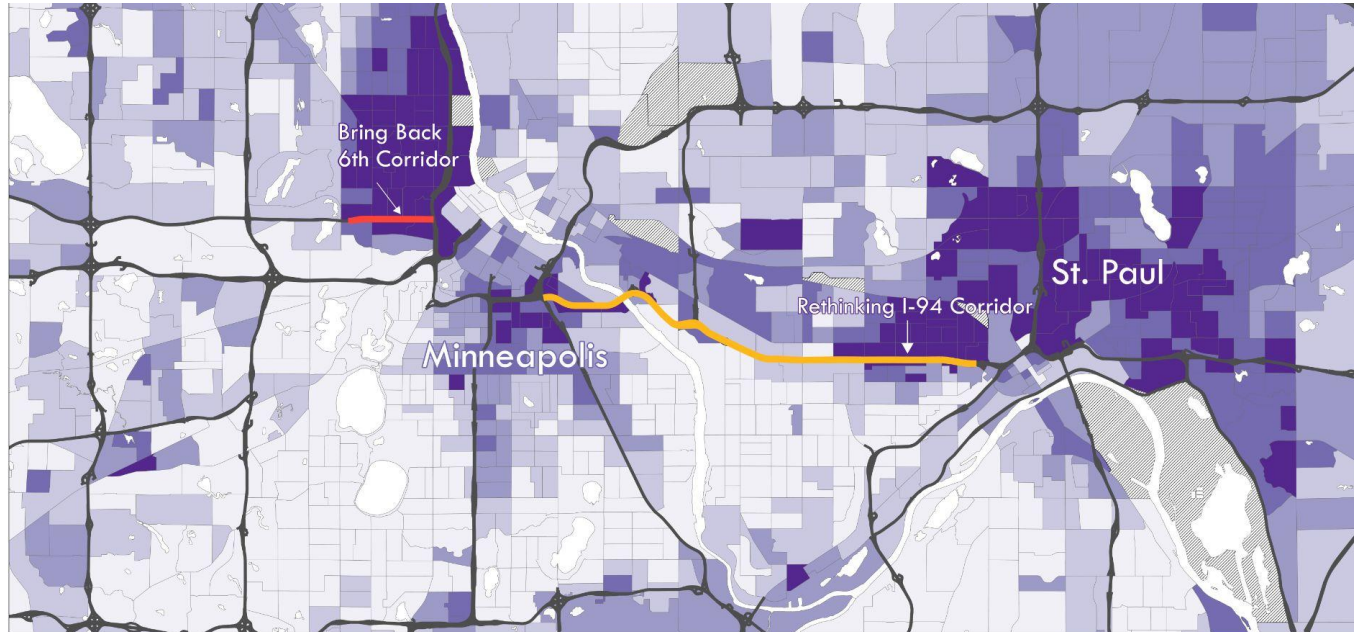 Bring Back
6th Corridor
St. Paul
Rethinking I-94 Corridor
Minneapolis